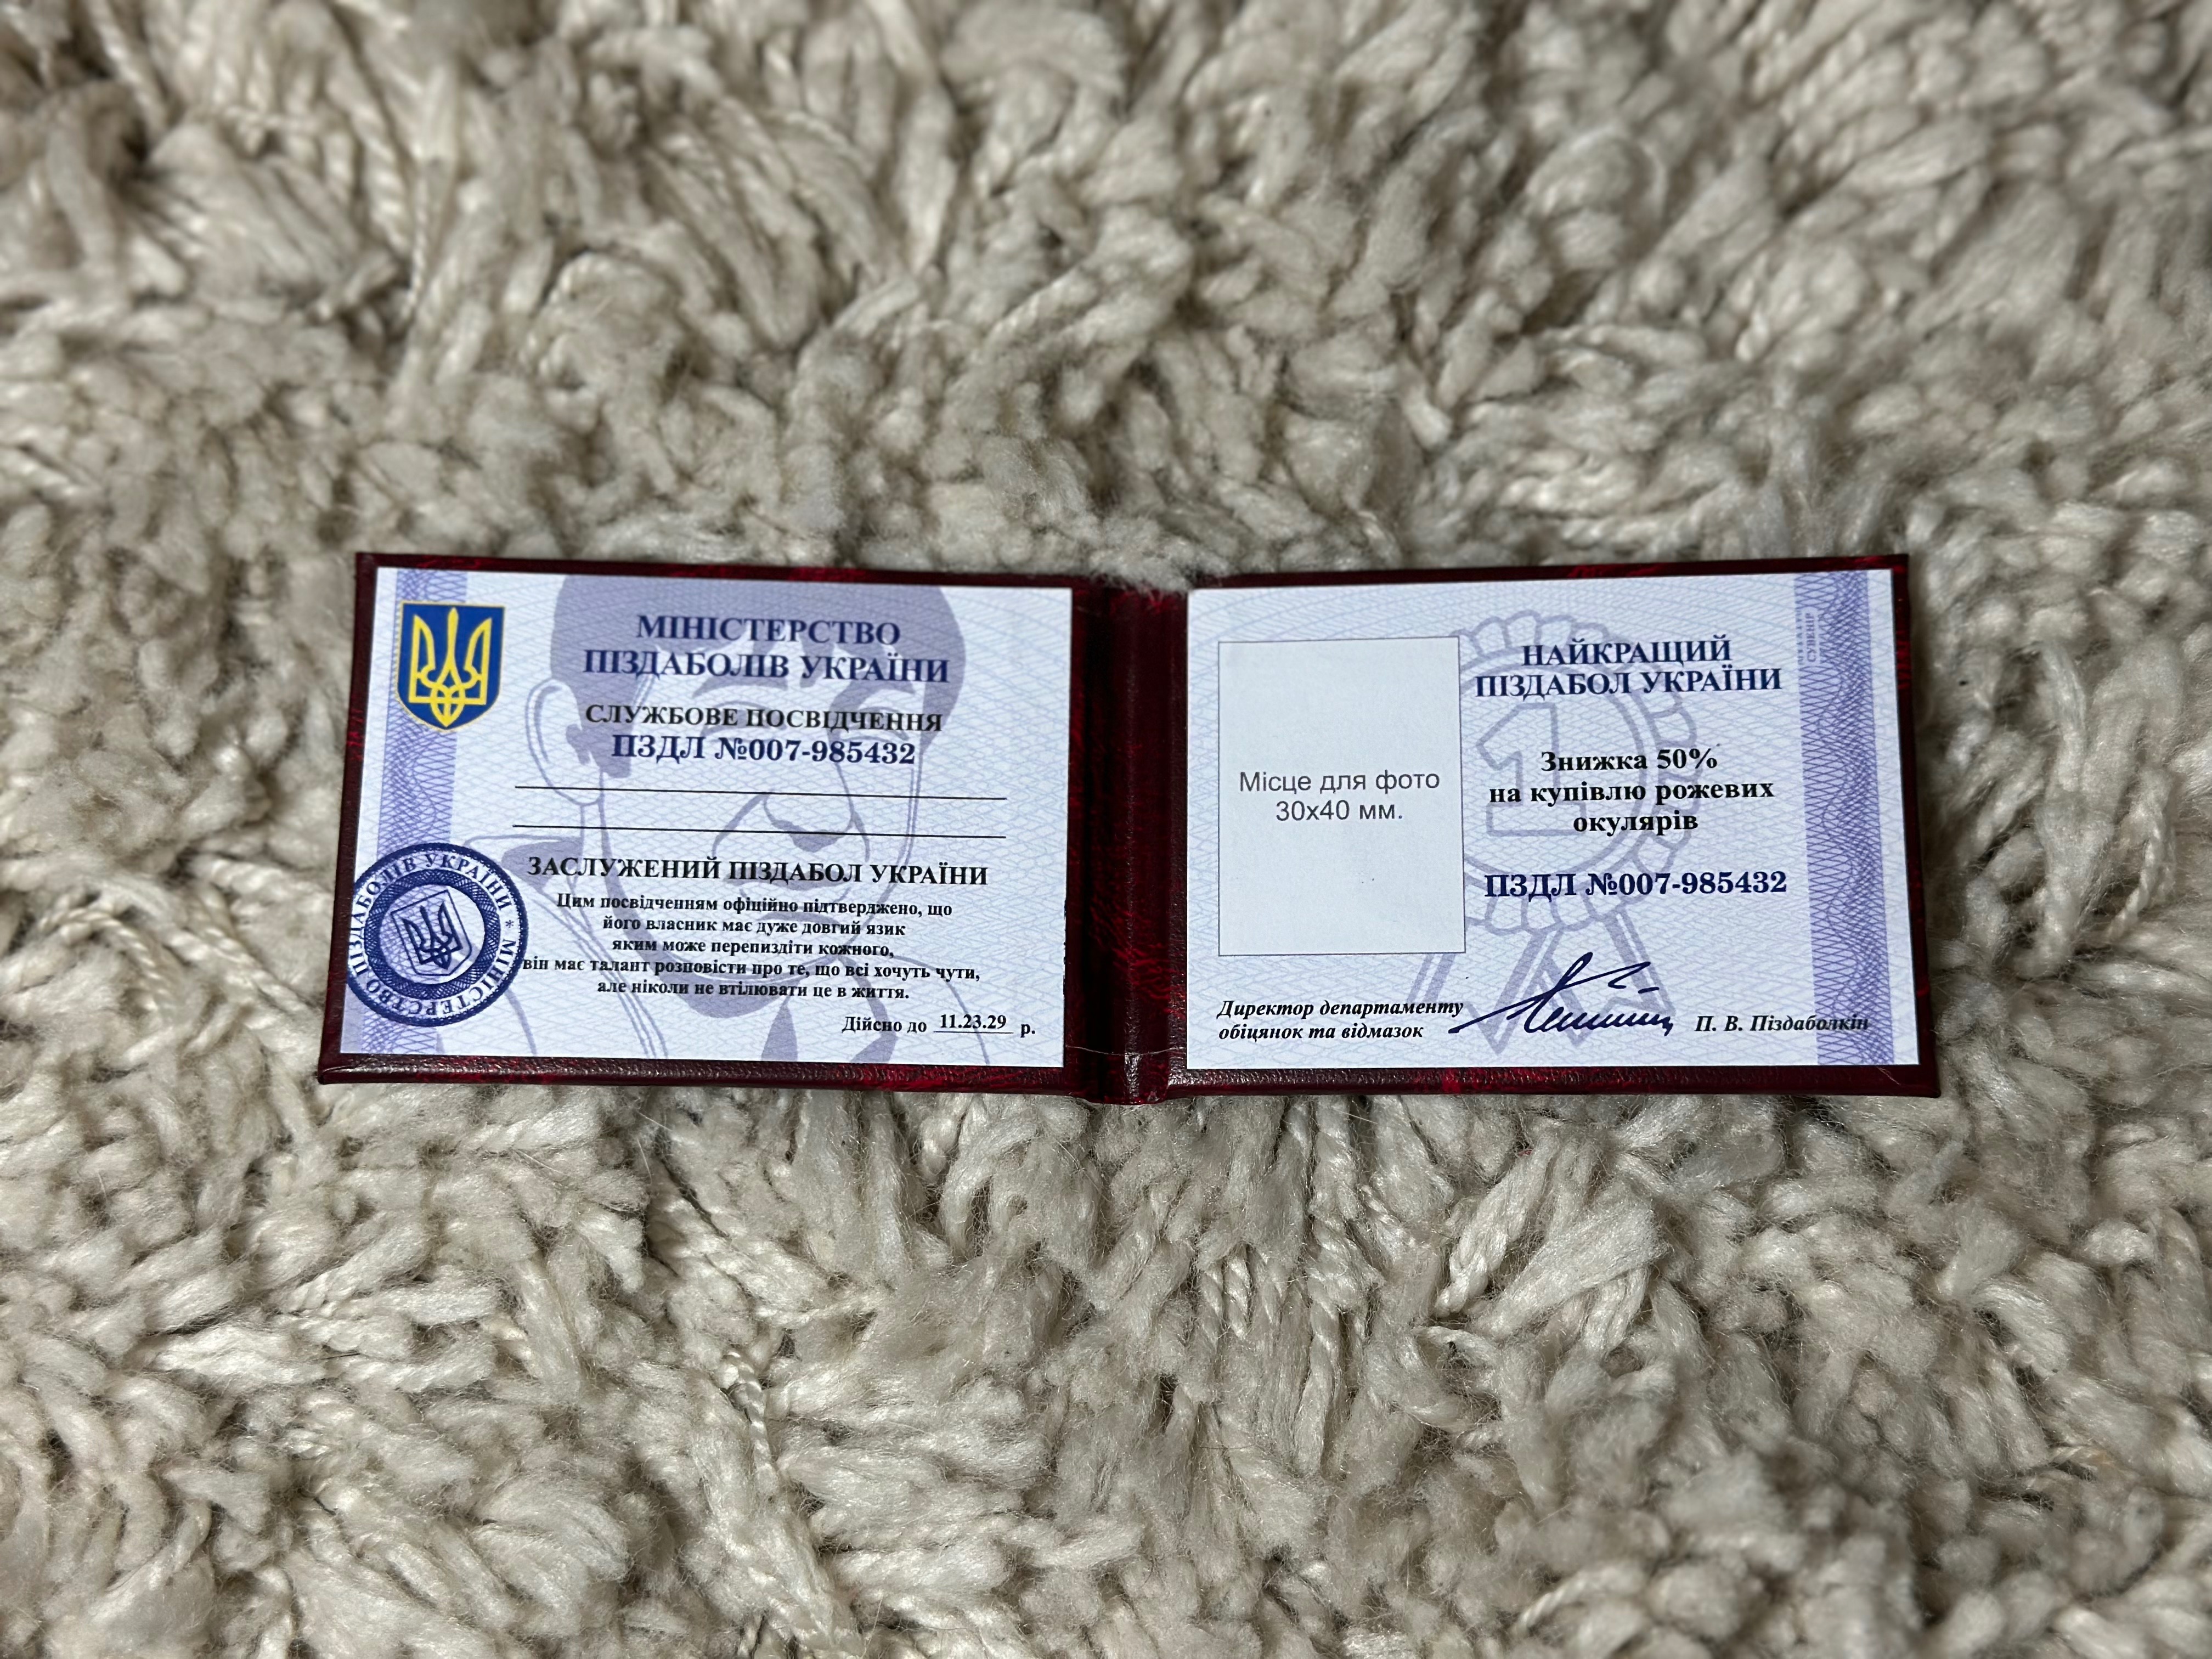 МІНІСТЕРСТВО
ПІЗДАБОЛІВ УКРАЇНИ
СЛУЖБОВЕ ПОСВІДЧЕННЯ
ПЗДЛ №007-985432
ЗАСЛУЖЕНИЙ ПІЗДАБОЛ УКРАЇНИ
Цим посвідченням офіційно підтверджено, що
його власник має дуже довгий язик
яким може перепиздіти кожного,
він має талант розповісти про те, що всі хочуть чути,
але ніколи не втілювати це в життя.
Дійсно до 11.23.29 р.
МІНІСТЕРСТВО ПІЗДАБОЛІВ УКРАЇНИ *
Місце для фото
30х40 мм.
НАЙКРАЩИЙ
ПІЗДАБОЛ УКРАЇНИ
1
Знижка 50%
на купівлю рожевих
окулярів
ПЗДЛ №007-985432
Директор департаменту
обіцянок та відмазок
П. В. Піздаболкін
СУВЕНІР